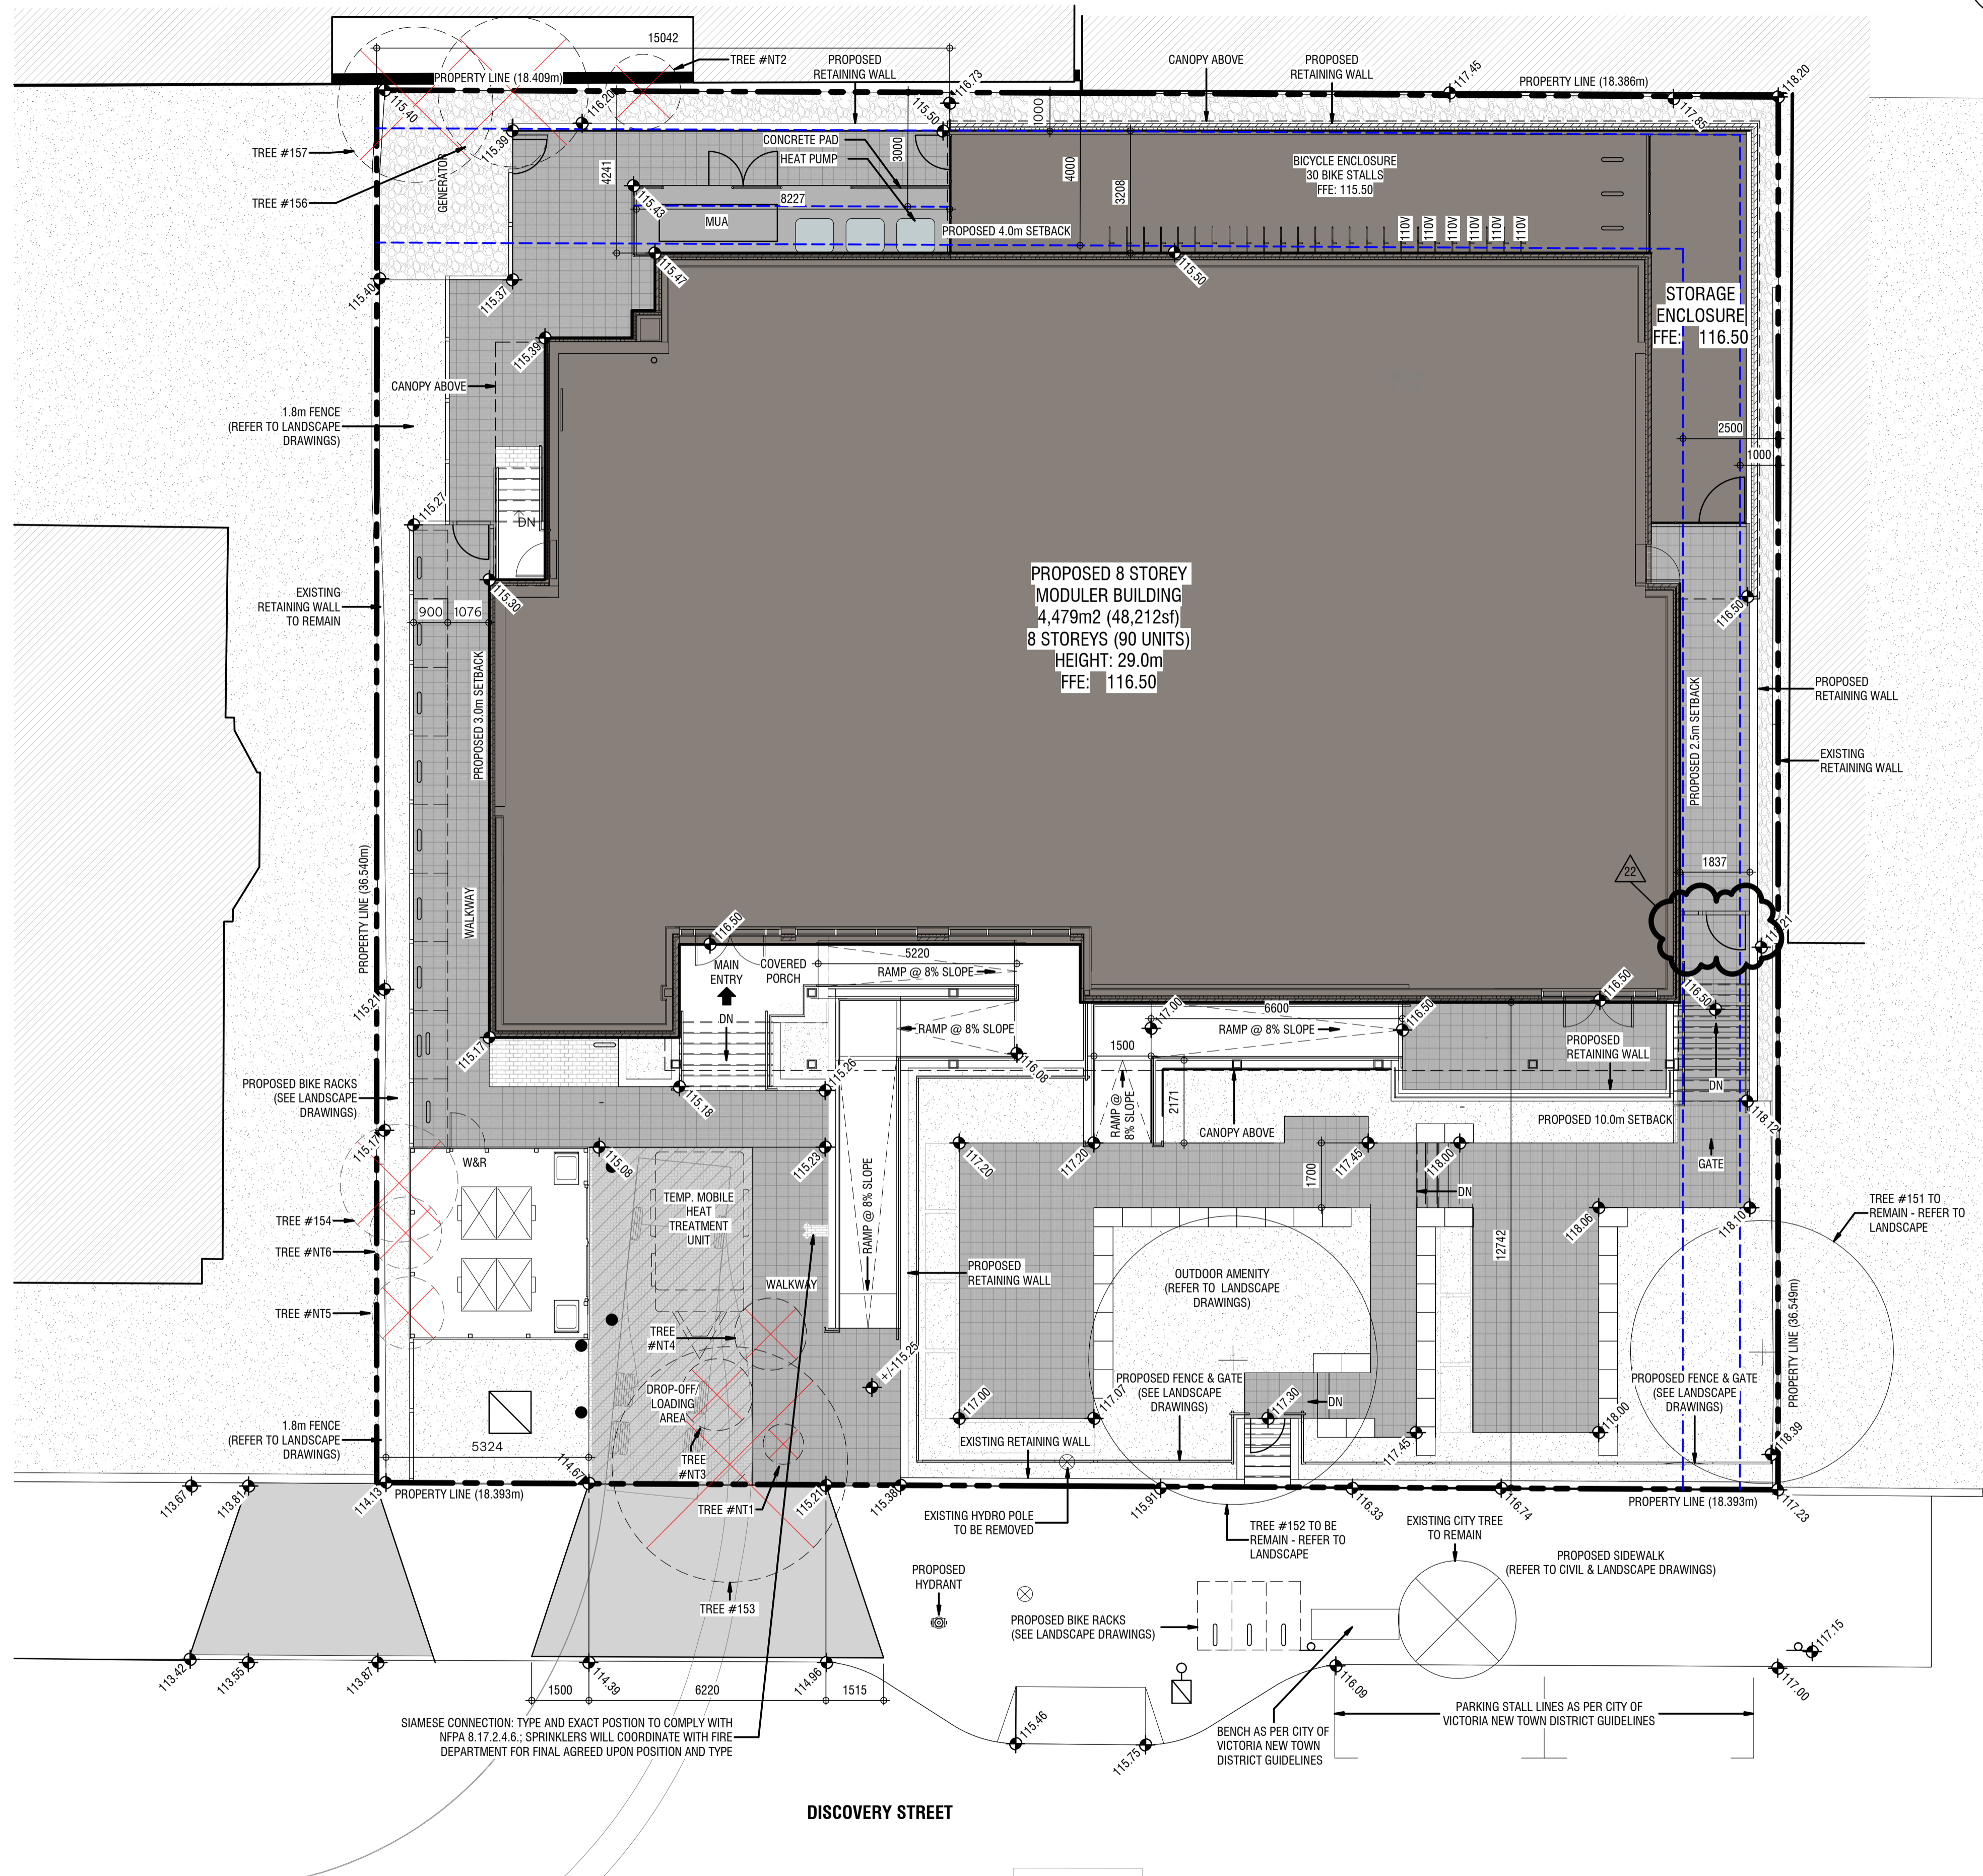 15042
TREE #NT2
PROPERTY LINE (18.409m)
PROPOSED
RETAINING WALL
116.73
CANOPY ABOVE
PROPOSED
RETAINING WALL
117.45
PROPERTY LINE (18.386m)
118.20
115.40
116.20
115.50
1000
117.85
TREE #157
115.39
CONCRETE PAD
HEAT PUMP
3000
4241
4000
3208
BICYCLE ENCLOSURE
30 BIKE STALLS
FFE: 115.50
GENERATOR
TREE #156
115.43
8227
MUA
PROPOSED 4.0m SETBACK
110V
110V
110V
110V
110V
110V
115.40
115.37
115.47
115.50
STORAGE
ENCLOSURE
FFE: 116.50
115.39
CANOPY ABOVE
1.8m FENCE
(REFER TO LANDSCAPE
DRAWINGS)
2500
1000
115.27
DN
EXISTING
RETAINING WALL
TO REMAIN
115.30
900
1076
PROPOSED 8 STOREY
MODULER BUILDING
4,479m2 (48,212sf)
8 STOREYS (90 UNITS)
HEIGHT: 29.0m
FFE: 116.50
116.50
PROPOSED 3.0m SETBACK
PROPOSED 2.5m SETBACK
PROPOSED
RETAINING WALL
EXISTING
RETAINING WALL
PROPERTY LINE (36.540m)
WALKWAY
22
1837
116.50
MAIN
ENTRY
COVERED
PORCH
5220
RAMP @ 8% SLOPE
115.21
DN
RAMP @ 8% SLOPE
117.00
6600
RAMP @ 8% SLOPE
116.50
116.50
116.50
PROPOSED
RETAINING WALL
115.17
1500
116.08
DN
PROPOSED BIKE RACKS
(SEE LANDSCAPE
DRAWINGS)
115.18
115.26
RAMP @
8% SLOPE
2171
CANOPY ABOVE
PROPOSED 10.0m SETBACK
118.12
115.17
W&R
115.08
115.23
117.20
117.20
117.45
118.00
GATE
1700
RAMP @ 8% SLOPE
DN
TREE #154
TEMP. MOBILE
HEAT
TREATMENT
UNIT
118.06
118.10
TREE #151 TO
REMAIN - REFER TO
LANDSCAPE
TREE #NT6
12742
WALKWAY
PROPOSED
RETAINING WALL
OUTDOOR AMENITY
(REFER TO LANDSCAPE
DRAWINGS)
TREE #NT5
TREE
#NT4
PROPERTY LINE (36.549m)
+/-115.25
DROP-OFF/
LOADING
AREA
PROPOSED FENCE & GATE
(SEE LANDSCAPE
DRAWINGS)
PROPOSED FENCE & GATE
(SEE LANDSCAPE
DRAWINGS)
117.00
117.07
117.30
DN
118.00
1.8m FENCE
(REFER TO LANDSCAPE
DRAWINGS)
5324
EXISTING RETAINING WALL
117.45
118.39
TREE
#NT3
114.67
113.67
113.81
114.13
PROPERTY LINE (18.393m)
TREE #NT1
115.21
115.38
115.91
116.33
116.74
PROPERTY LINE (18.393m)
117.23
EXISTING HYDRO POLE
TO BE REMOVED
TREE #152 TO BE
REMAIN - REFER TO
LANDSCAPE
EXISTING CITY TREE
TO REMAIN
PROPOSED SIDEWALK
(REFER TO CIVIL & LANDSCAPE DRAWINGS)
TREE #153
PROPOSED
HYDRANT
PROPOSED BIKE RACKS
(SEE LANDSCAPE DRAWINGS)
117.15
113.42
113.55
113.87
114.39
114.96
116.09
117.00
1500
6220
1515
115.46
115.75
SIAMESE CONNECTION: TYPE AND EXACT POSTION TO COMPLY WITH
NFPA 8.17.2.4.6.; SPRINKLERS WILL COORDINATE WITH FIRE
DEPARTMENT FOR FINAL AGREED UPON POSITION AND TYPE
BENCH AS PER CITY OF
VICTORIA NEW TOWN
DISTRICT GUIDELINES
PARKING STALL LINES AS PER CITY OF
VICTORIA NEW TOWN DISTRICT GUIDELINES
DISCOVERY STREET